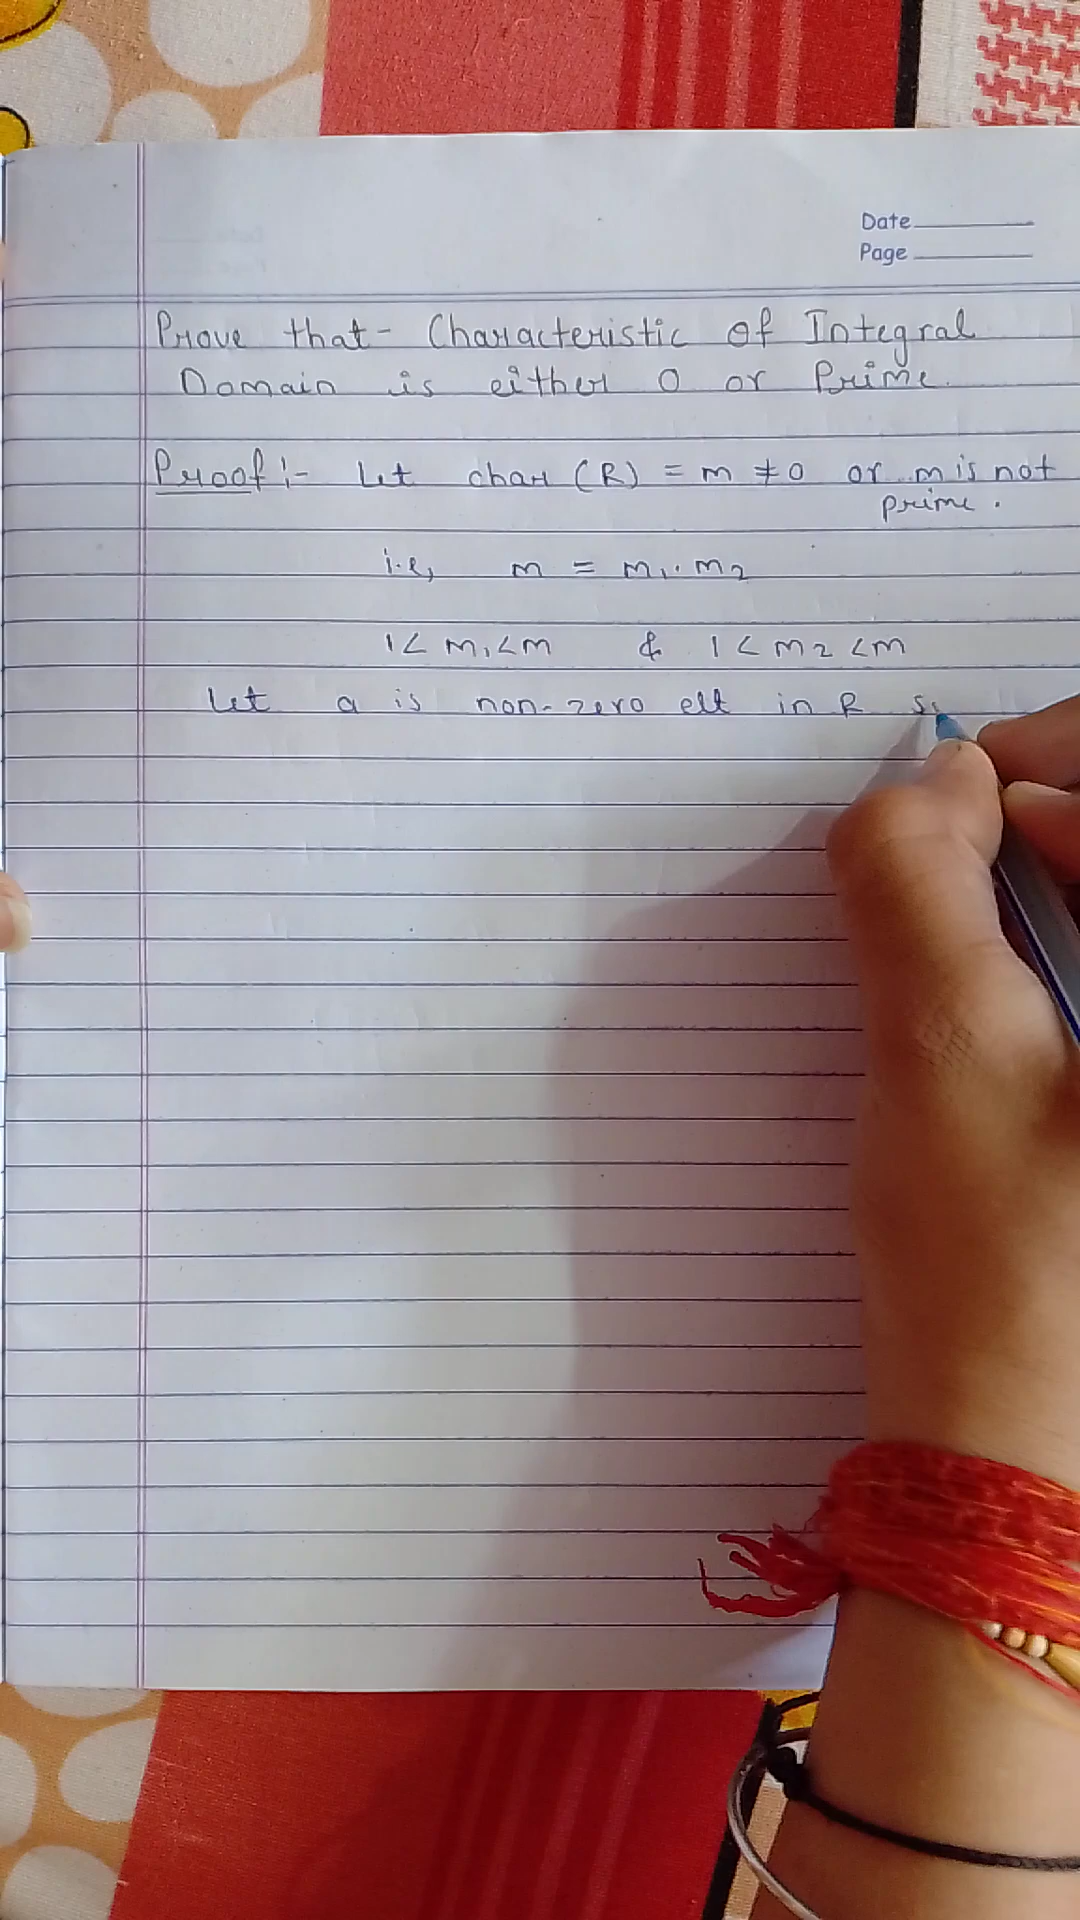 Date
Page
Prove that - Characteristic of Integral
Domain is either 0 or Prime.
Proof :- Let char (R) = m ≠ 0 or m is not
prime.
i.e, m = m₁. m₂
1 < m₁ < m & 1 < m₂ < m
Let a is non-zero elt in R